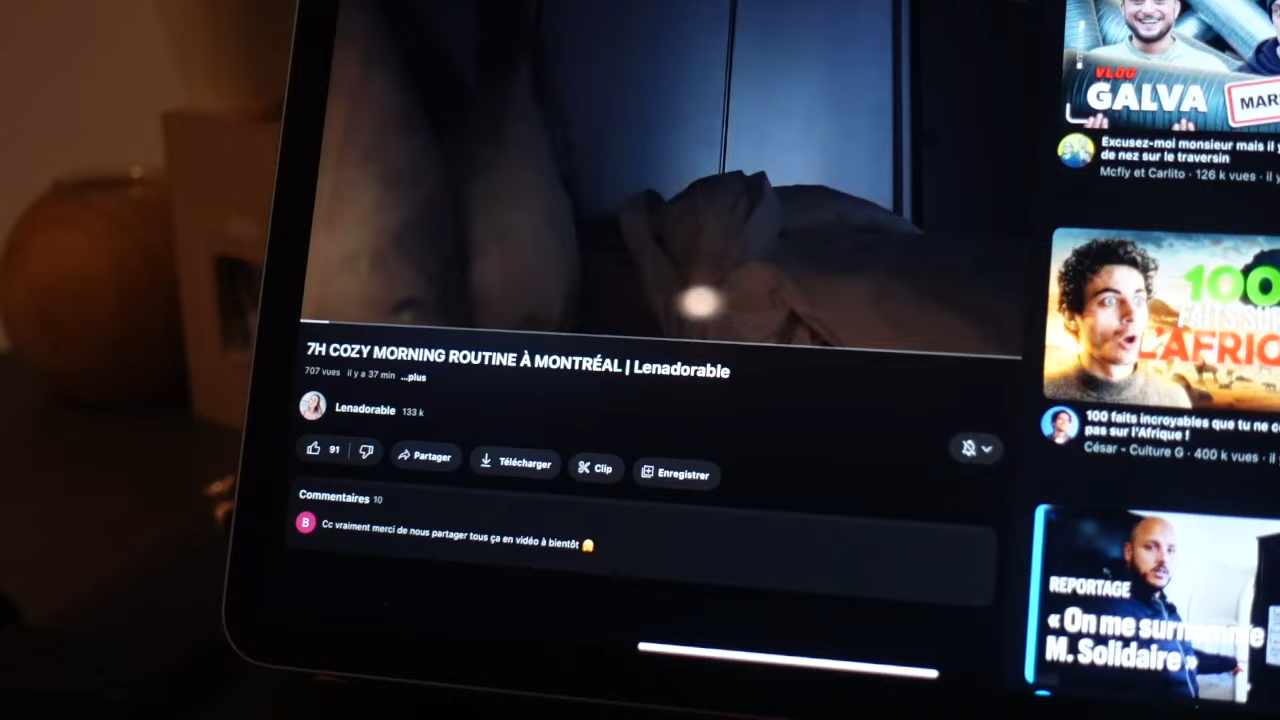 7H COZY MORNING ROUTINE À MONTRÉAL | Lenadorable
707 vues il y a 37 min ...plus
Lenadorable 133 k
91
Partager
Télécharger
Clip
Enregistrer
Commentaires 10
B
Cc vraiment merci de nous partager tous ça en vidéo à bientôt
VLOG
GALVA
Excusez-moi monsieur mais il y
de nez sur le traversin
Mcfly et Carlito · 126 k vues · il y
100
FAITS SUR
L'AFRIQ
100 faits incroyables que tu ne
pas sur l'Afrique !
César - Culture G · 400 k vues · il
REPORTAGE
« On me surnomme
M. Solidaire »